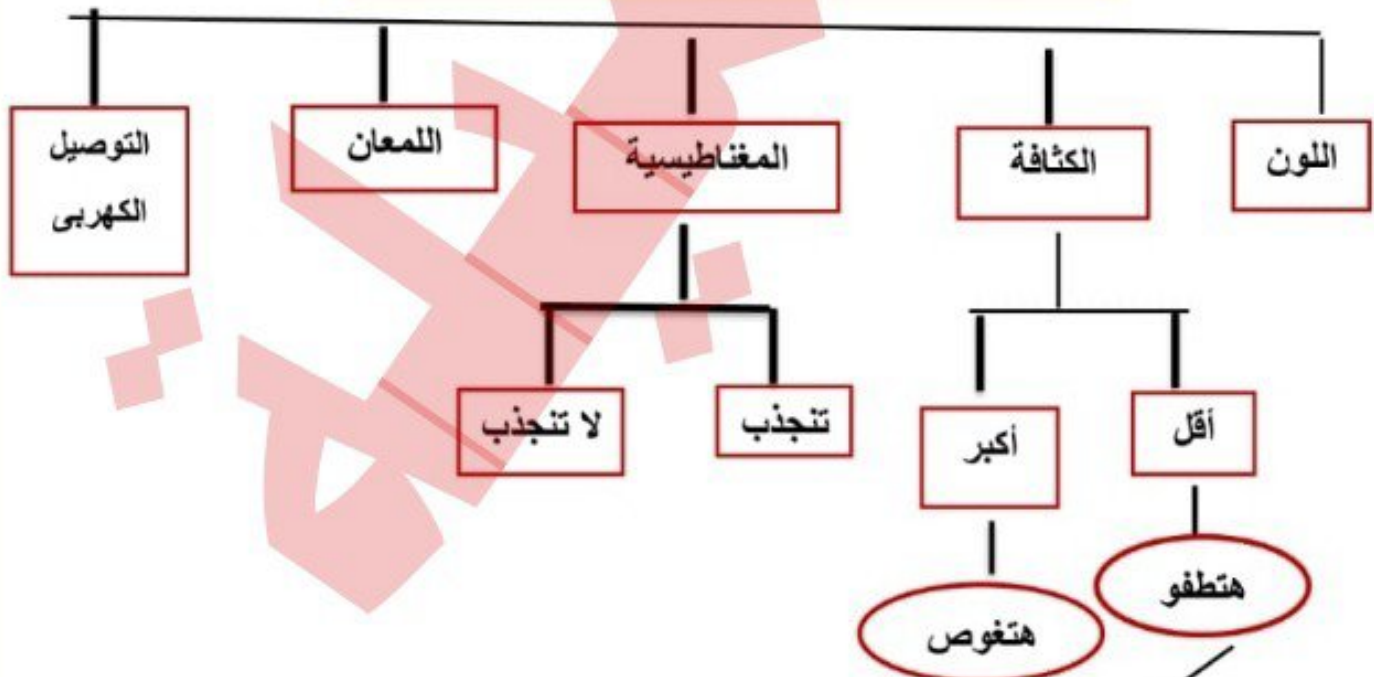 اللون
الكثافة
المغناطيسية
اللمعان
التوصيل
الكهربى
أقل
أكبر
تنجذب
لا تنجذب
هتطفو
هتغوص